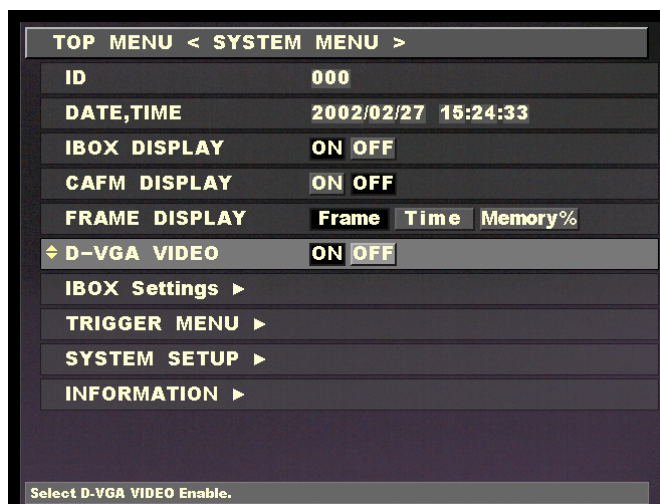 TOP MENU < SYSTEM MENU >
ID 000
DATE,TIME 2002/02/27 15:24:33
IBOX DISPLAY ON OFF
CAFM DISPLAY ON OFF
FRAME DISPLAY Frame Time Memory%
D-VGA VIDEO ON OFF
IBOX Settings ►
TRIGGER MENU ►
SYSTEM SETUP ►
INFORMATION ►
Select D-VGA VIDEO Enable.